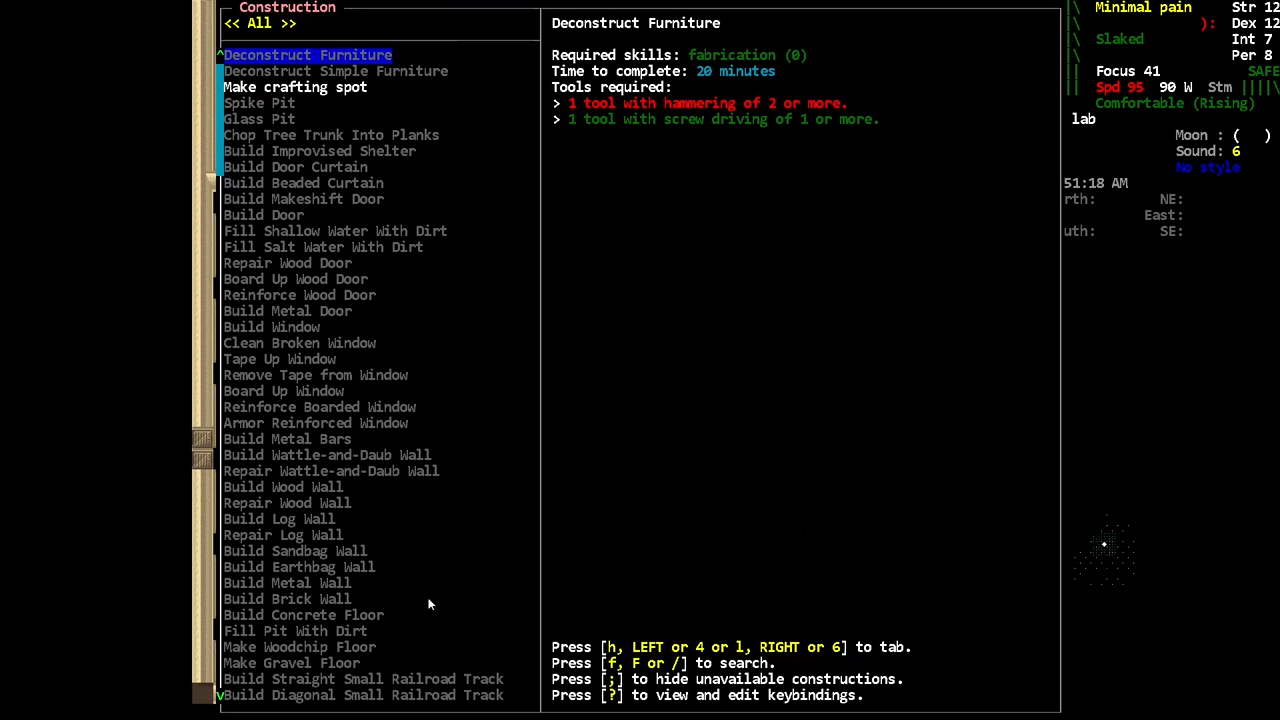 Construction
<< All >>
^Deconstruct Furniture
Deconstruct Simple Furniture
Make crafting spot
Spike Pit
Glass Pit
Chop Tree Trunk Into Planks
Build Improvised Shelter
Build Door Curtain
Build Beaded Curtain
Build Makeshift Door
Build Door
Fill Shallow Water With Dirt
Fill Salt Water With Dirt
Repair Wood Door
Board Up Wood Door
Reinforce Wood Door
Build Metal Door
Build Window
Clean Broken Window
Tape Up Window
Remove Tape from Window
Board Up Window
Reinforce Boarded Window
Armor Reinforced Window
Build Metal Bars
Build Wattle-and-Daub Wall
Repair Wattle-and-Daub Wall
Build Wood Wall
Repair Wood Wall
Build Log Wall
Repair Log Wall
Build Sandbag Wall
Build Earthbag Wall
Build Metal Wall
Build Brick Wall
Build Concrete Floor
Fill Pit With Dirt
Make Woodchip Floor
Make Gravel Floor
Build Straight Small Railroad Track
vBuild Diagonal Small Railroad Track
Deconstruct Furniture
Required skills: fabrication (0)
Time to complete: 20 minutes
Tools required:
> 1 tool with hammering of 2 or more.
> 1 tool with screw driving of 1 or more.
Press [h, LEFT or 4 or l, RIGHT or 6] to tab.
Press [f, F or /] to search.
Press [;] to hide unavailable constructions.
Press [?] to view and edit keybindings.
|\ Minimal pain Str 12
|\ ): Dex 12
|\ Slaked Int 7
|\ Per 8
|| Focus 41 SAFE
|| Spd 95 90 W Stm ||||\
Comfortable (Rising)
lab
Moon : ( )
Sound: 6
No style
51:18 AM
rth: NE:
East:
uth: SE: